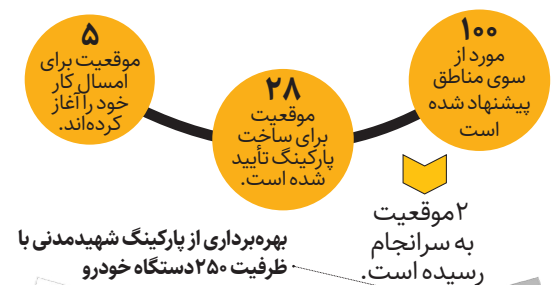 ۱۰۰
مورد از
سوی مناطق
پیشنهاد شده
است
۲۸
موقعیت
برای ساخت
پارکینگ تأیید
شده است.
۵
موقعیت برای
امسال کار
خود را آغاز
کرده‌اند.
۲موقعیت
به سرانجام
رسیده است.
بهره‌برداری از پارکینگ شهیدمدنی با
ظرفیت ۲۵۰دستگاه خودرو